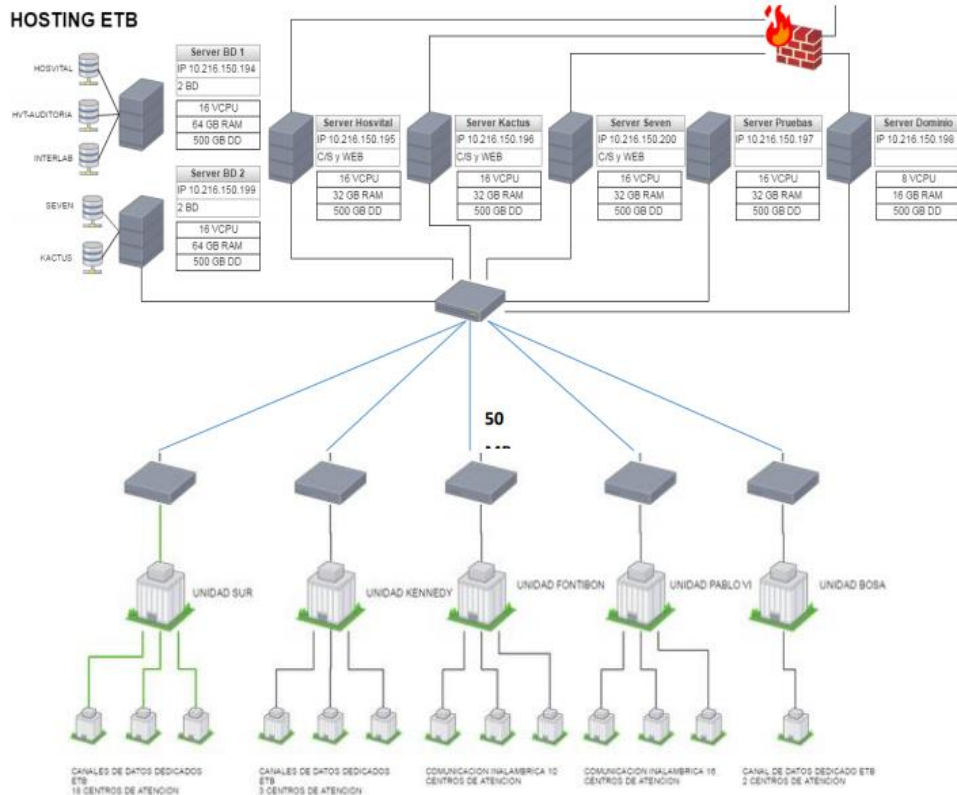 HOSTING ETB
HOSVITAL
HVT-AUDITORIA
INTERLAB
Server BD 1
IP 10.216.150.194
2 BD
16 VCPU
64 GB RAM
500 GB DD
SEVEN
KACTUS
Server BD 2
IP 10.216.150.199
2 BD
16 VCPU
64 GB RAM
500 GB DD
Server Hosvital
IP 10.216.150.195
C/S y WEB
16 VCPU
32 GB RAM
500 GB DD
Server Kactus
IP 10.216.150.196
C/S y WEB
16 VCPU
32 GB RAM
500 GB DD
Server Seven
IP 10.216.150.200
C/S y WEB
16 VCPU
32 GB RAM
500 GB DD
Server Pruebas
IP 10.216.150.197
16 VCPU
32 GB RAM
500 GB DD
Server Dominio
IP 10.216.150.198
8 VCPU
16 GB RAM
500 GB DD
50
UNIDAD SUR
UNIDAD KENNEDY
UNIDAD FONTIBON
UNIDAD PABLO VI
UNIDAD BOSA
CANALES DE DATOS DEDICADOS
ETB
CENTROS DE ATENCION
CANALES DE DATOS DEDICADOS
ETB
3 CENTROS DE ATENCION
COMUNICACION INALAMBRICA 10
CENTROS DE ATENCION
COMUNICACION INALAMBRICA 16
CENTROS DE ATENCION
CANAL DE DATOS DEDICADO ETB
2 CENTROS DE ATENCION